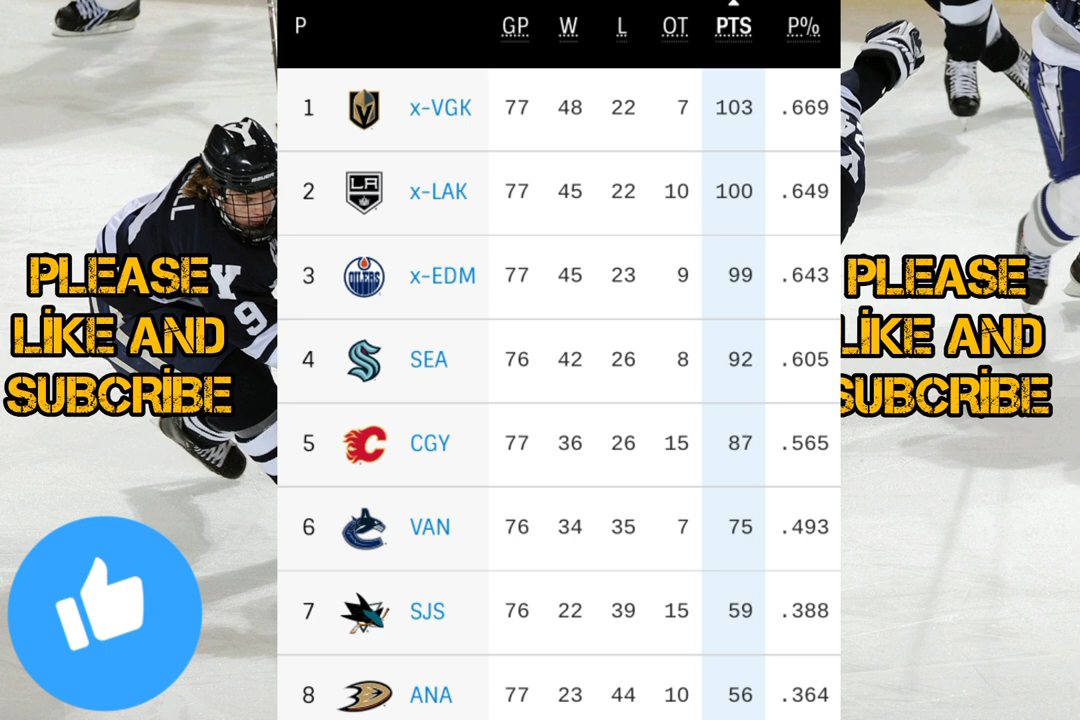 P GP W L OT PTS P%
1 x-VGK 77 48 22 7 103 .669
2 LA x-LAK 77 45 22 10 100 .649
3 OILERS x-EDM 77 45 23 9 99 .643
4 SEA 76 42 26 8 92 .605
5 CGY 77 36 26 15 87 .565
6 VAN 76 34 35 7 75 .493
7 SJS 76 22 39 15 59 .388
8 ANA 77 23 44 10 56 .364
PLEASE
LİKE AND
SUBCRİBE
PLEASE
LİKE AND
SUBCRİBE
Y
Y
9